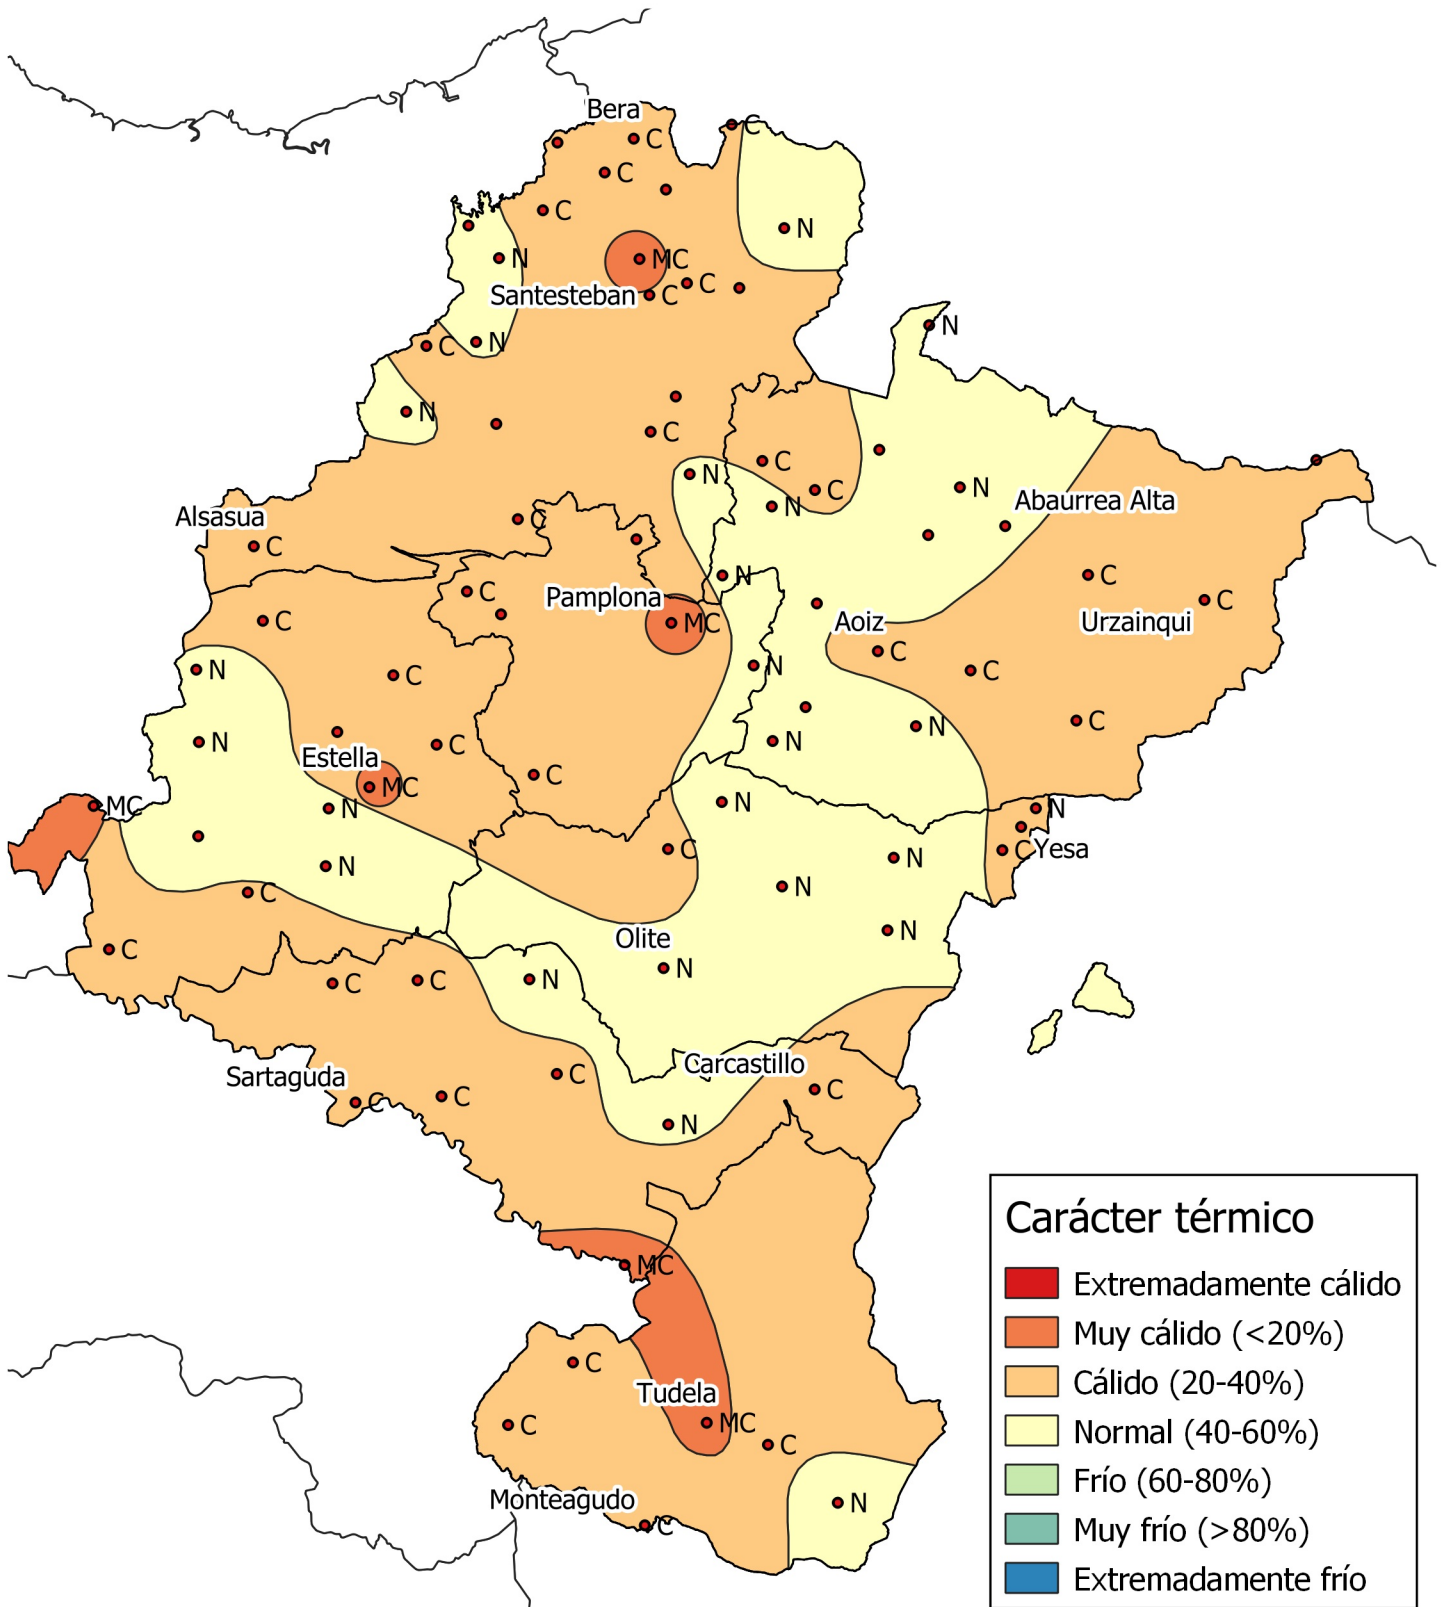 Bera
C
C
C
C
N
N
MC
C
C
Santesteban
N
C
N
N
N
C
C
C
N
N
N
Abaurrea Alta
Alsasua
C
C
N
C
C
C
Pamplona
MC
Aoiz
Urzainqui
C
C
N
C
N
C
C
N
N
N
C
Estella
MC
C
MC
N
N
N
C
C Yesa
N
N
N
C
N
Olite
C
N
N
C
C
Carcastillo
C
Sartaguda
C
C
C
N
MC
C
Tudela
MC
C
C
Monteagudo
N
C
Carácter térmico
Extremadamente cálido
Muy cálido (<20%)
Cálido (20-40%)
Normal (40-60%)
Frío (60-80%)
Muy frío (>80%)
Extremadamente frío